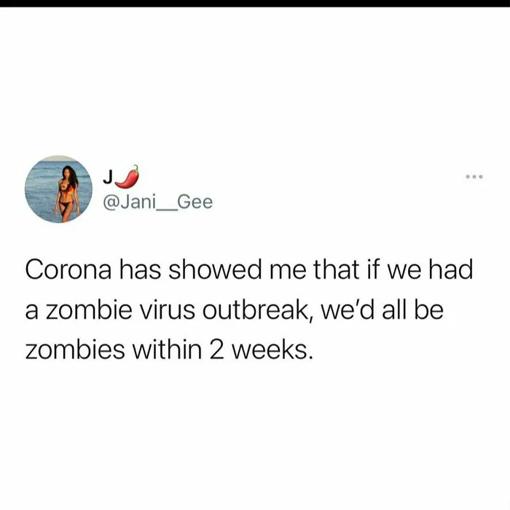 J🌶️
@Jani__Gee
Corona has showed me that if we had
a zombie virus outbreak, we'd all be
zombies within 2 weeks.